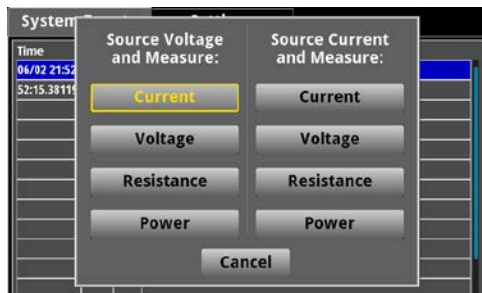 System
Time
06/02 21:52
52:15.38119
Source Voltage
and Measure:
Current
Voltage
Resistance
Power
Source Current
and Measure:
Current
Voltage
Resistance
Power
Cancel